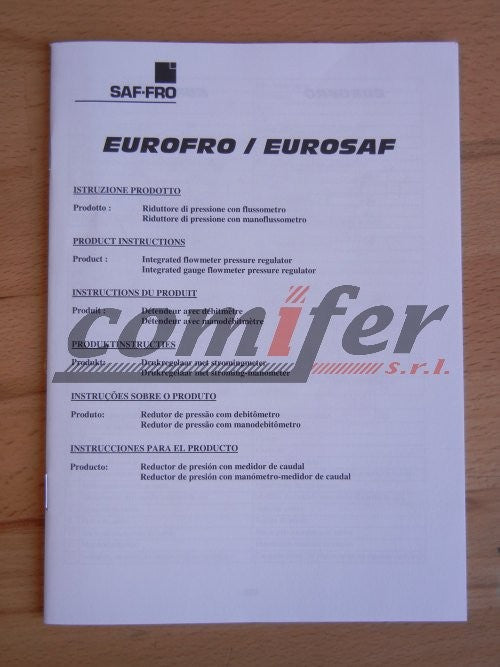 SAF-FRO
EUROFRO / EUROSAF
ISTRUZIONE PRODOTTO
Prodotto : Riduttore di pressione con flussometro
Riduttore di pressione con manoflussometro
PRODUCT INSTRUCTIONS
Product : Integrated flowmeter pressure regulator
Integrated gauge flowmeter pressure regulator
INSTRUCTIONS DU PRODUIT
Produit : Détendeur avec débitmètre
Détendeur avec manodébitmètre
comifer
s.r.l.
PRODUKTINSTRUCTIES
Produkt: Drukregelaar met stromingmeter
Drukregelaar met stroming-manometer
INSTRUÇÕES SOBRE O PRODUTO
Produto: Redutor de pressão com debitômetro
Redutor de pressão com manodebitômetro
INSTRUCCIONES PARA EL PRODUCTO
Producto: Reductor de presión con medidor de caudal
Reductor de presión con manómetro-medidor de caudal